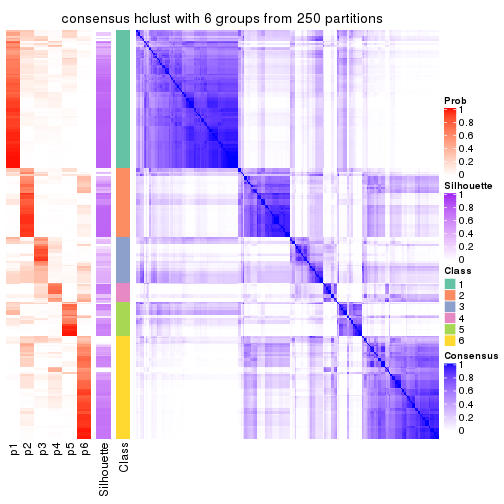 consensus hclust with 6 groups from 250 partitions
Prob
1
0.8
0.6
0.4
0.2
0
Silhouette
1
0.8
0.6
0.4
0.2
0
Class
1
2
3
4
5
6
Consensus
1
0.8
0.6
0.4
0.2
0
p1
p2
p3
p4
p5
p6
Silhouette
Class